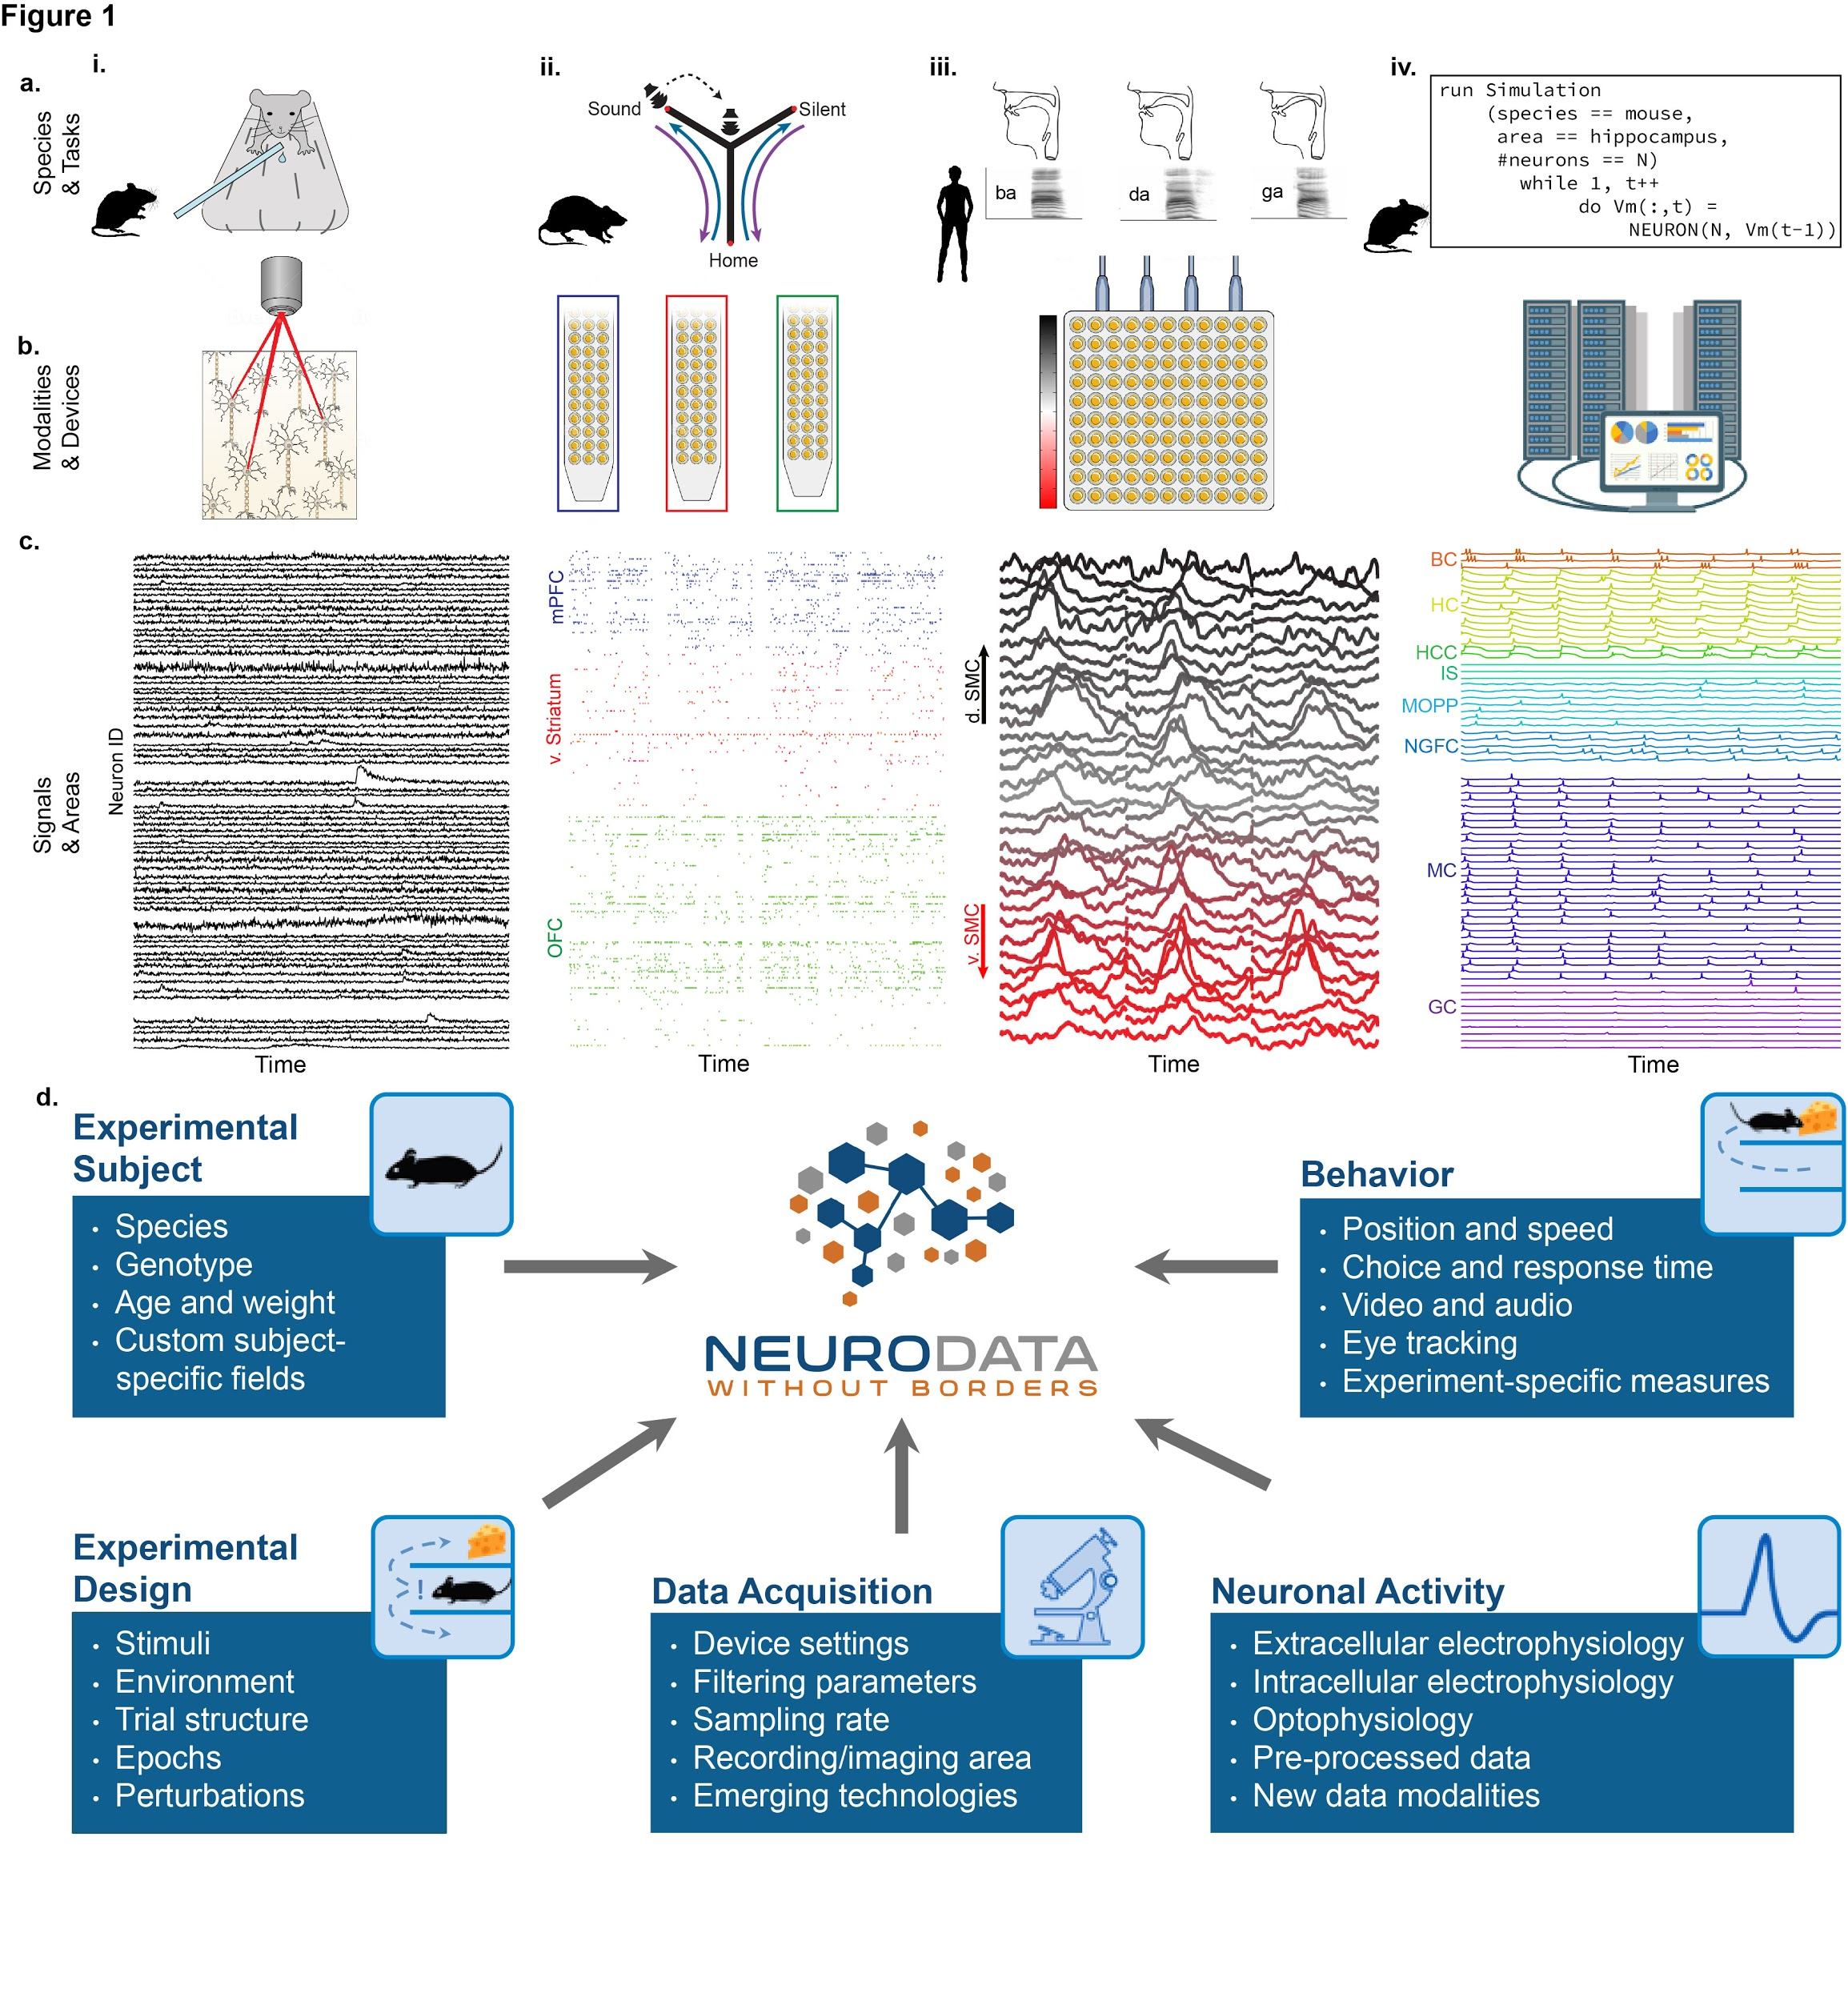 Figure 1
i.
ii.
iii.
iv.
a.
Species
& Tasks
Sound
Silent
Home
ba
da
ga
run Simulation
(species == mouse,
area == hippocampus,
#neurons == N)
while 1, t++
do Vm(:,t) =
NEURON(N, Vm(t-1))
b.
Modalities
& Devices
c.
Signals
& Areas
Neuron ID
Time
mPFC
v. Striatum
OFC
Time
d. SMC
v. SMC
Time
BC
HC
HCC
IS
MOPP
NGFC
MC
GC
Time
d.
Experimental
Subject
• Species
• Genotype
• Age and weight
• Custom subject-
specific fields
NEURODATA
WITHOUT BORDERS
Behavior
• Position and speed
• Choice and response time
• Video and audio
• Eye tracking
• Experiment-specific measures
Experimental
Design
!
• Stimuli
• Environment
• Trial structure
• Epochs
• Perturbations
Data Acquisition
• Device settings
• Filtering parameters
• Sampling rate
• Recording/imaging area
• Emerging technologies
Neuronal Activity
• Extracellular electrophysiology
• Intracellular electrophysiology
• Optophysiology
• Pre-processed data
• New data modalities